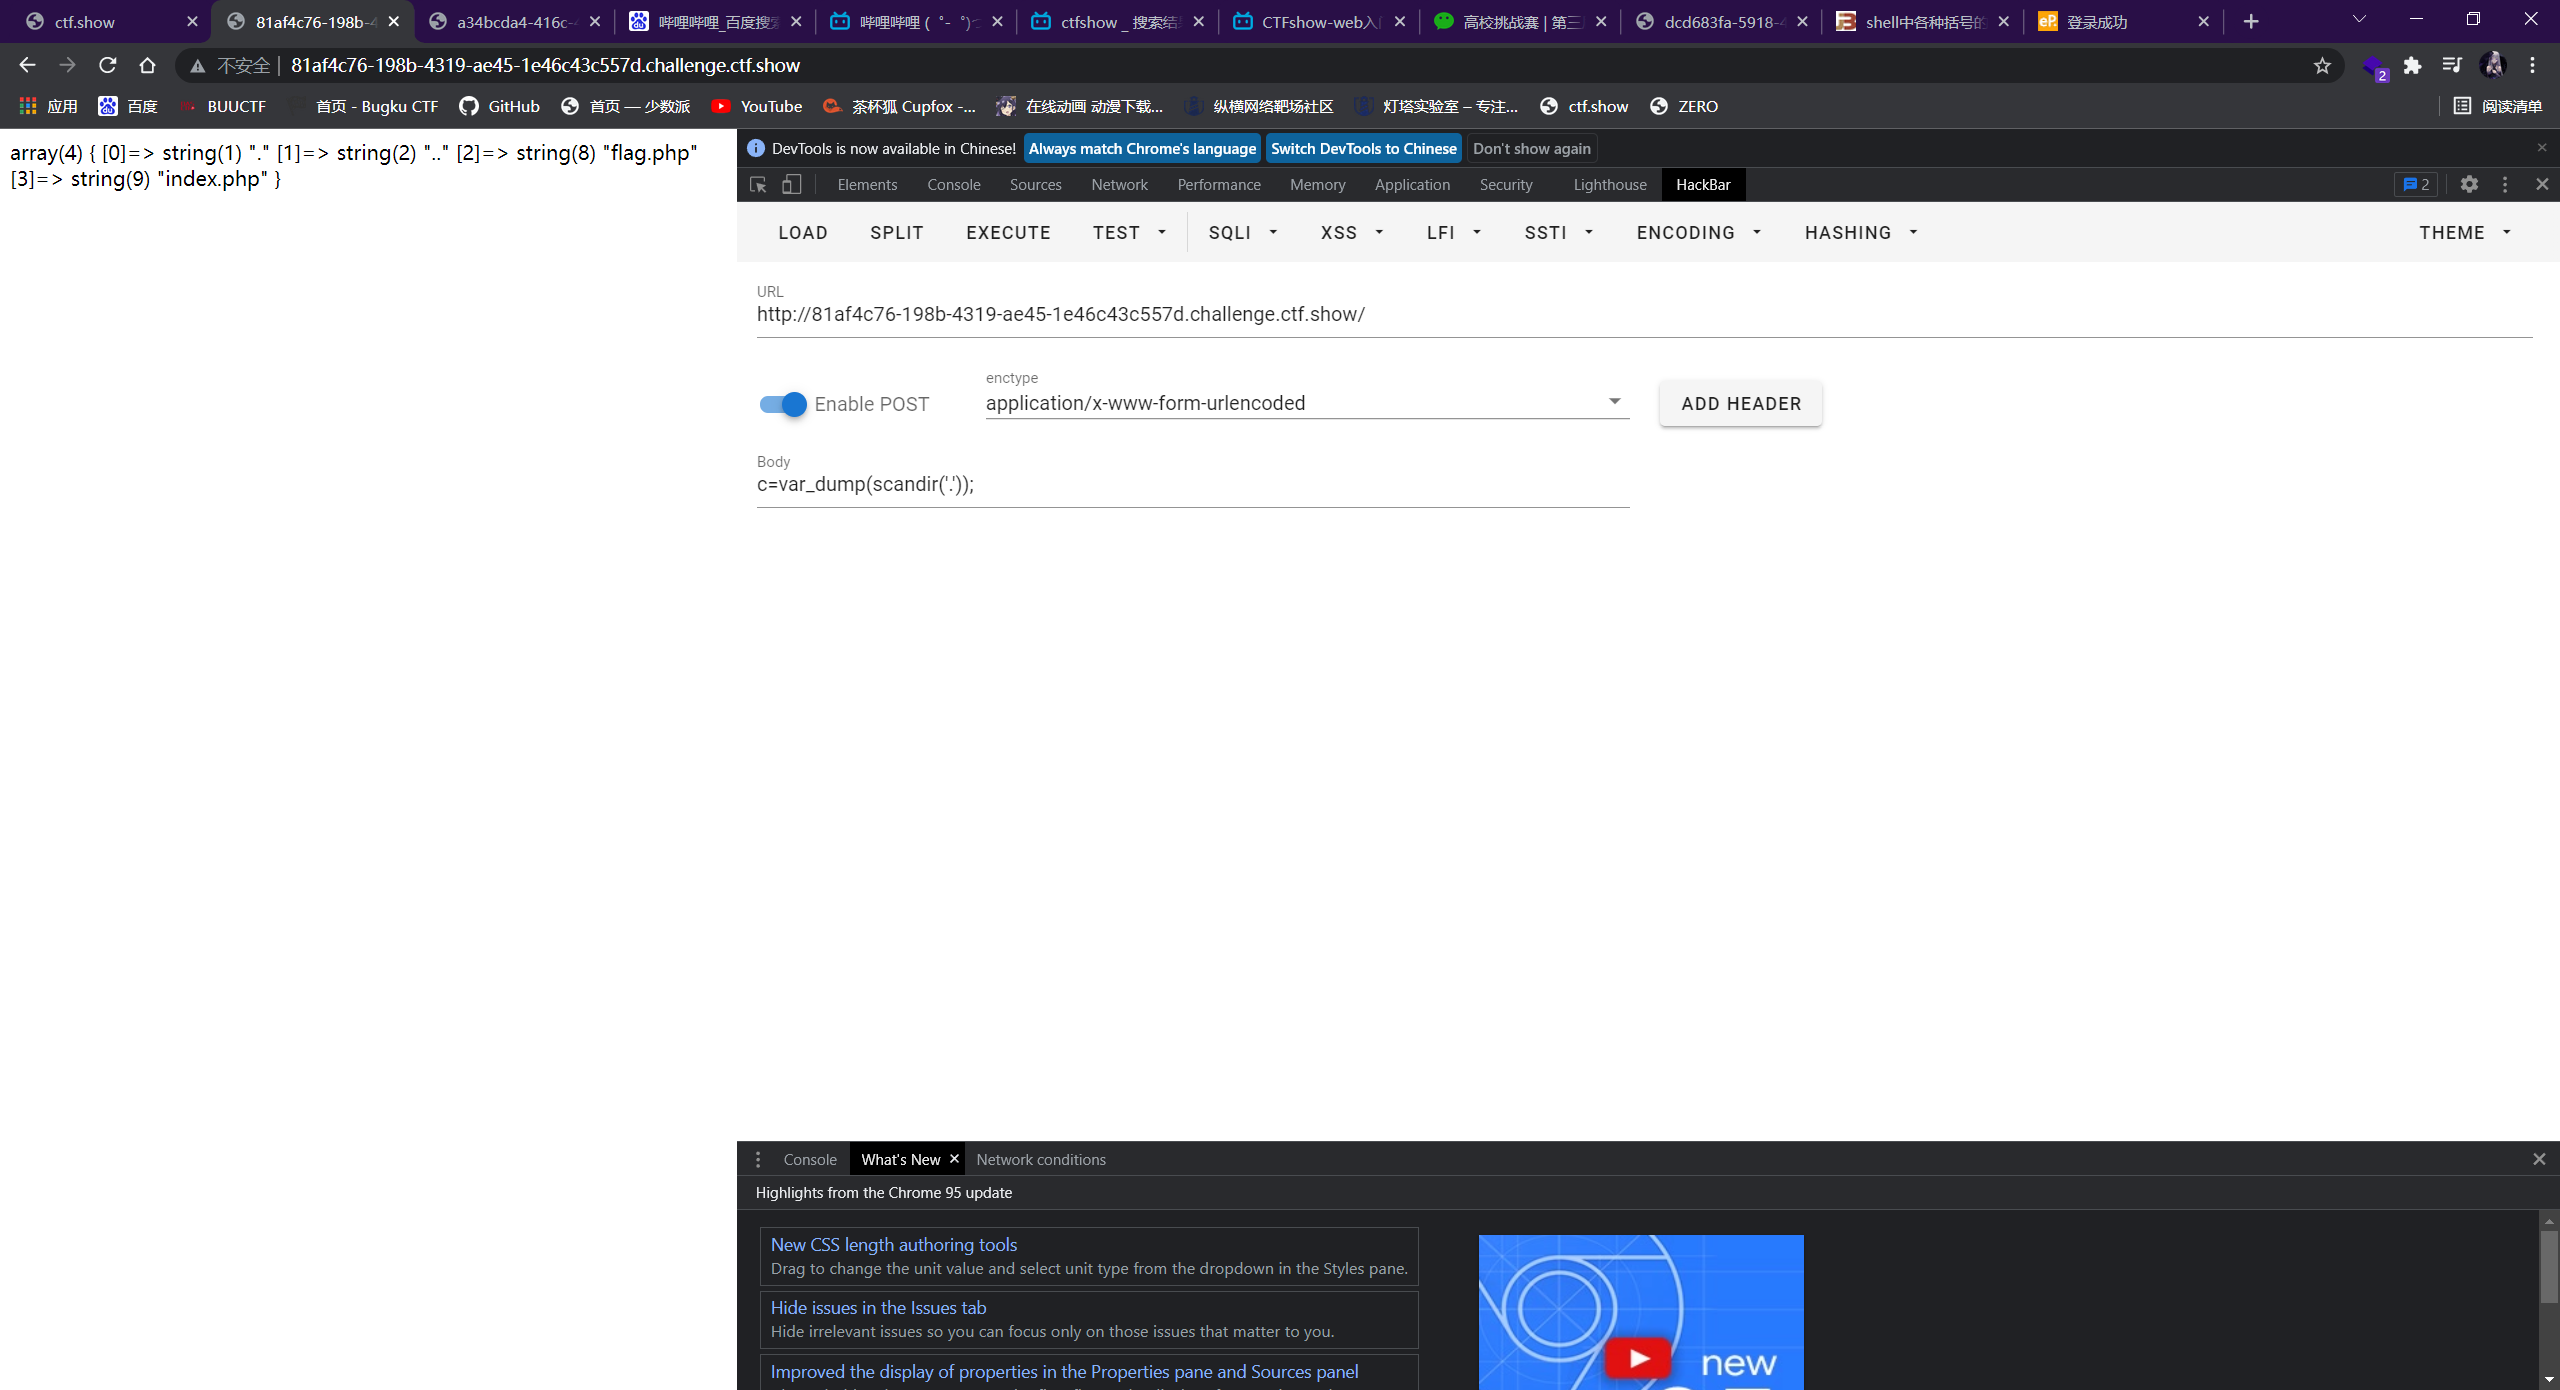 ctf.show
81af4c76-198b-4
a34bcda4-416c-4
哔哩哔哩_百度搜索
哔哩哔哩 (゜-゜)つ
ctfshow _ 搜索结
CTFshow-web入
高校挑战赛 | 第三
dcd683fa-5918-4
shell中各种括号的
登录成功
不安全 | 81af4c76-198b-4319-ae45-1e46c43c557d.challenge.ctf.show
2
应用 百度 BUUCTF 首页 - Bugku CTF GitHub 首页 — 少数派 YouTube 茶杯狐 Cupfox -... 在线动画 动漫下载... 纵横网络靶场社区 灯塔实验室 – 专注... ctf.show ZERO 阅读清单
array(4) { [0]=> string(1) "." [1]=> string(2) ".." [2]=> string(8) "flag.php"
[3]=> string(9) "index.php" }
DevTools is now available in Chinese! Always match Chrome's language Switch DevTools to Chinese Don't show again
Elements Console Sources Network Performance Memory Application Security Lighthouse HackBar 2
LOAD SPLIT EXECUTE TEST SQLI XSS LFI SSTI ENCODING HASHING THEME
URL
http://81af4c76-198b-4319-ae45-1e46c43c557d.challenge.ctf.show/
enctype
Enable POST application/x-www-form-urlencoded ADD HEADER
Body
c=var_dump(scandir('.'));
Console What's New Network conditions
Highlights from the Chrome 95 update
New CSS length authoring tools
Drag to change the unit value and select unit type from the dropdown in the Styles pane.
Hide issues in the Issues tab
Hide irrelevant issues so you can focus only on those issues that matter to you.
Improved the display of properties in the Properties pane and Sources panel
new